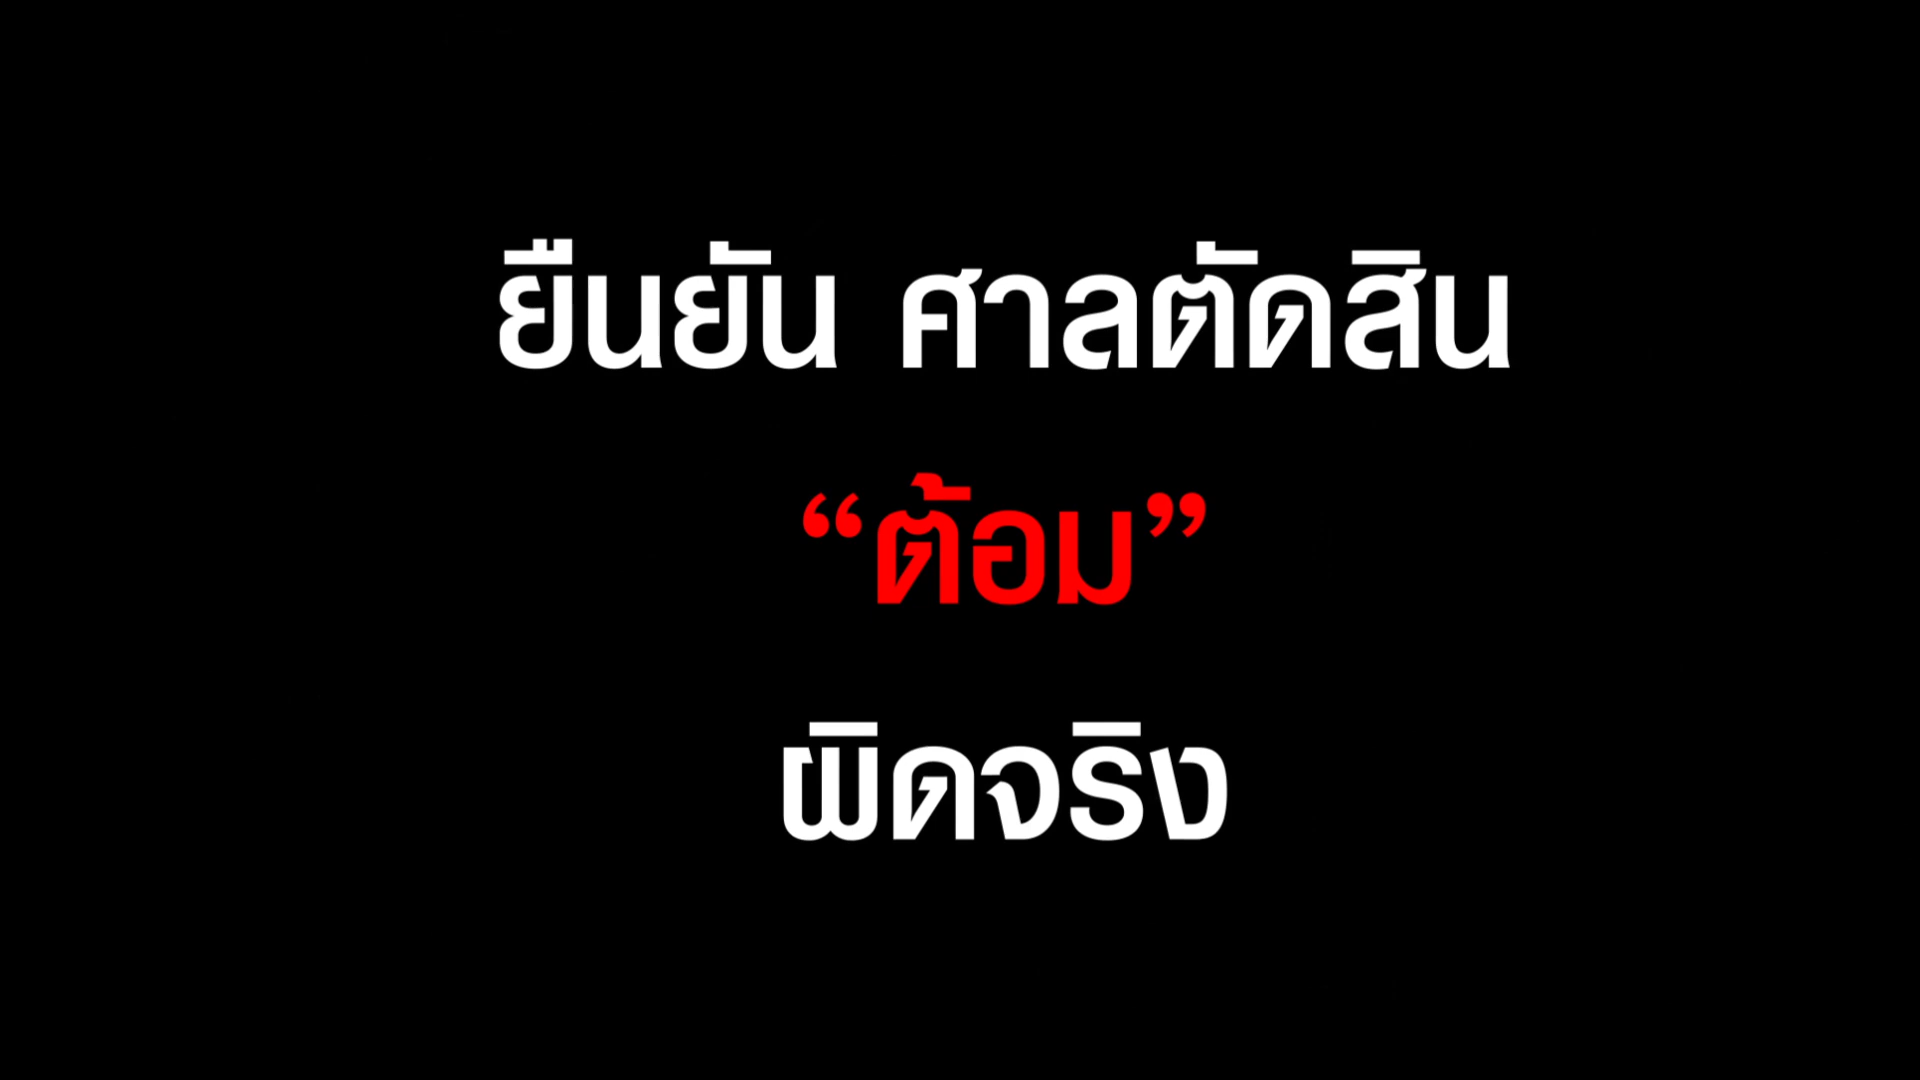 ยืนยัน ศาลตัดสิน
“ต้อม”
ผิดจริง